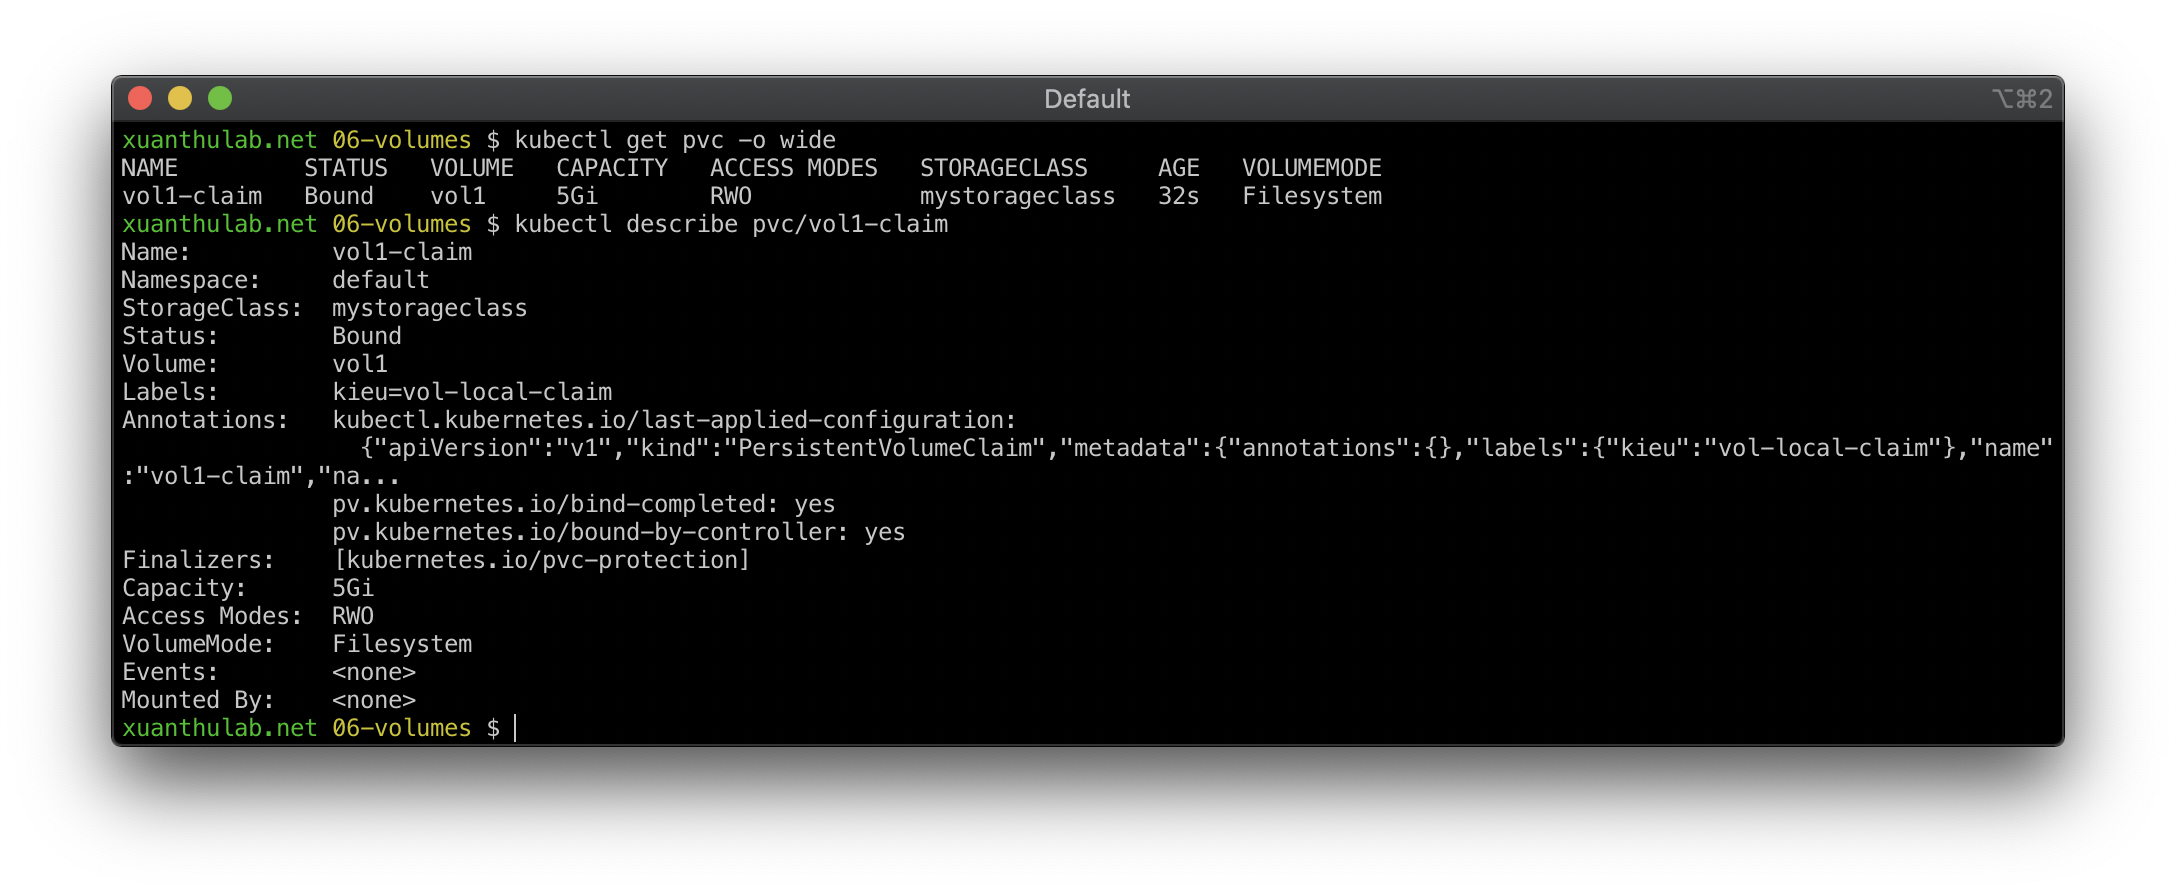 Default ⌥⌘2
xuanthulab.net 06-volumes $ kubectl get pvc -o wide
NAME         STATUS   VOLUME   CAPACITY   ACCESS MODES   STORAGECLASS     AGE   VOLUMEMODE
vol1-claim   Bound    vol1     5Gi        RWO            mystorageclass   32s   Filesystem
xuanthulab.net 06-volumes $ kubectl describe pvc/vol1-claim
Name:          vol1-claim
Namespace:     default
StorageClass:  mystorageclass
Status:        Bound
Volume:        vol1
Labels:        kieu=vol-local-claim
Annotations:   kubectl.kubernetes.io/last-applied-configuration:
                 {"apiVersion":"v1","kind":"PersistentVolumeClaim","metadata":{"annotations":{},"labels":{"kieu":"vol-local-claim"},"name"
:"vol1-claim","na...
               pv.kubernetes.io/bind-completed: yes
               pv.kubernetes.io/bound-by-controller: yes
Finalizers:    [kubernetes.io/pvc-protection]
Capacity:      5Gi
Access Modes:  RWO
VolumeMode:    Filesystem
Events:        <none>
Mounted By:    <none>
xuanthulab.net 06-volumes $